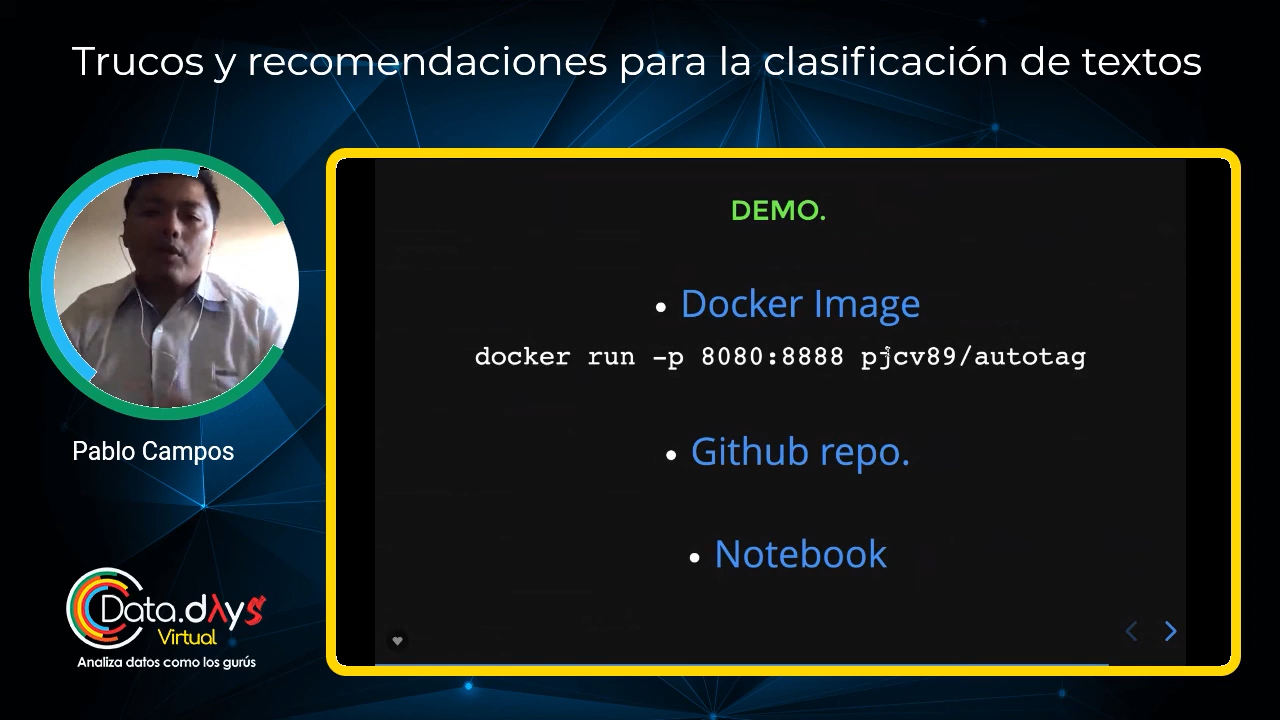 Trucos y recomendaciones para la clasificación de textos
DEMO.
Docker Image
docker run -p 8080:8888 pjcv89/autotag
Github repo.
Notebook
Pablo Campos
Data.dλys
Virtual
Analiza datos como los gurús